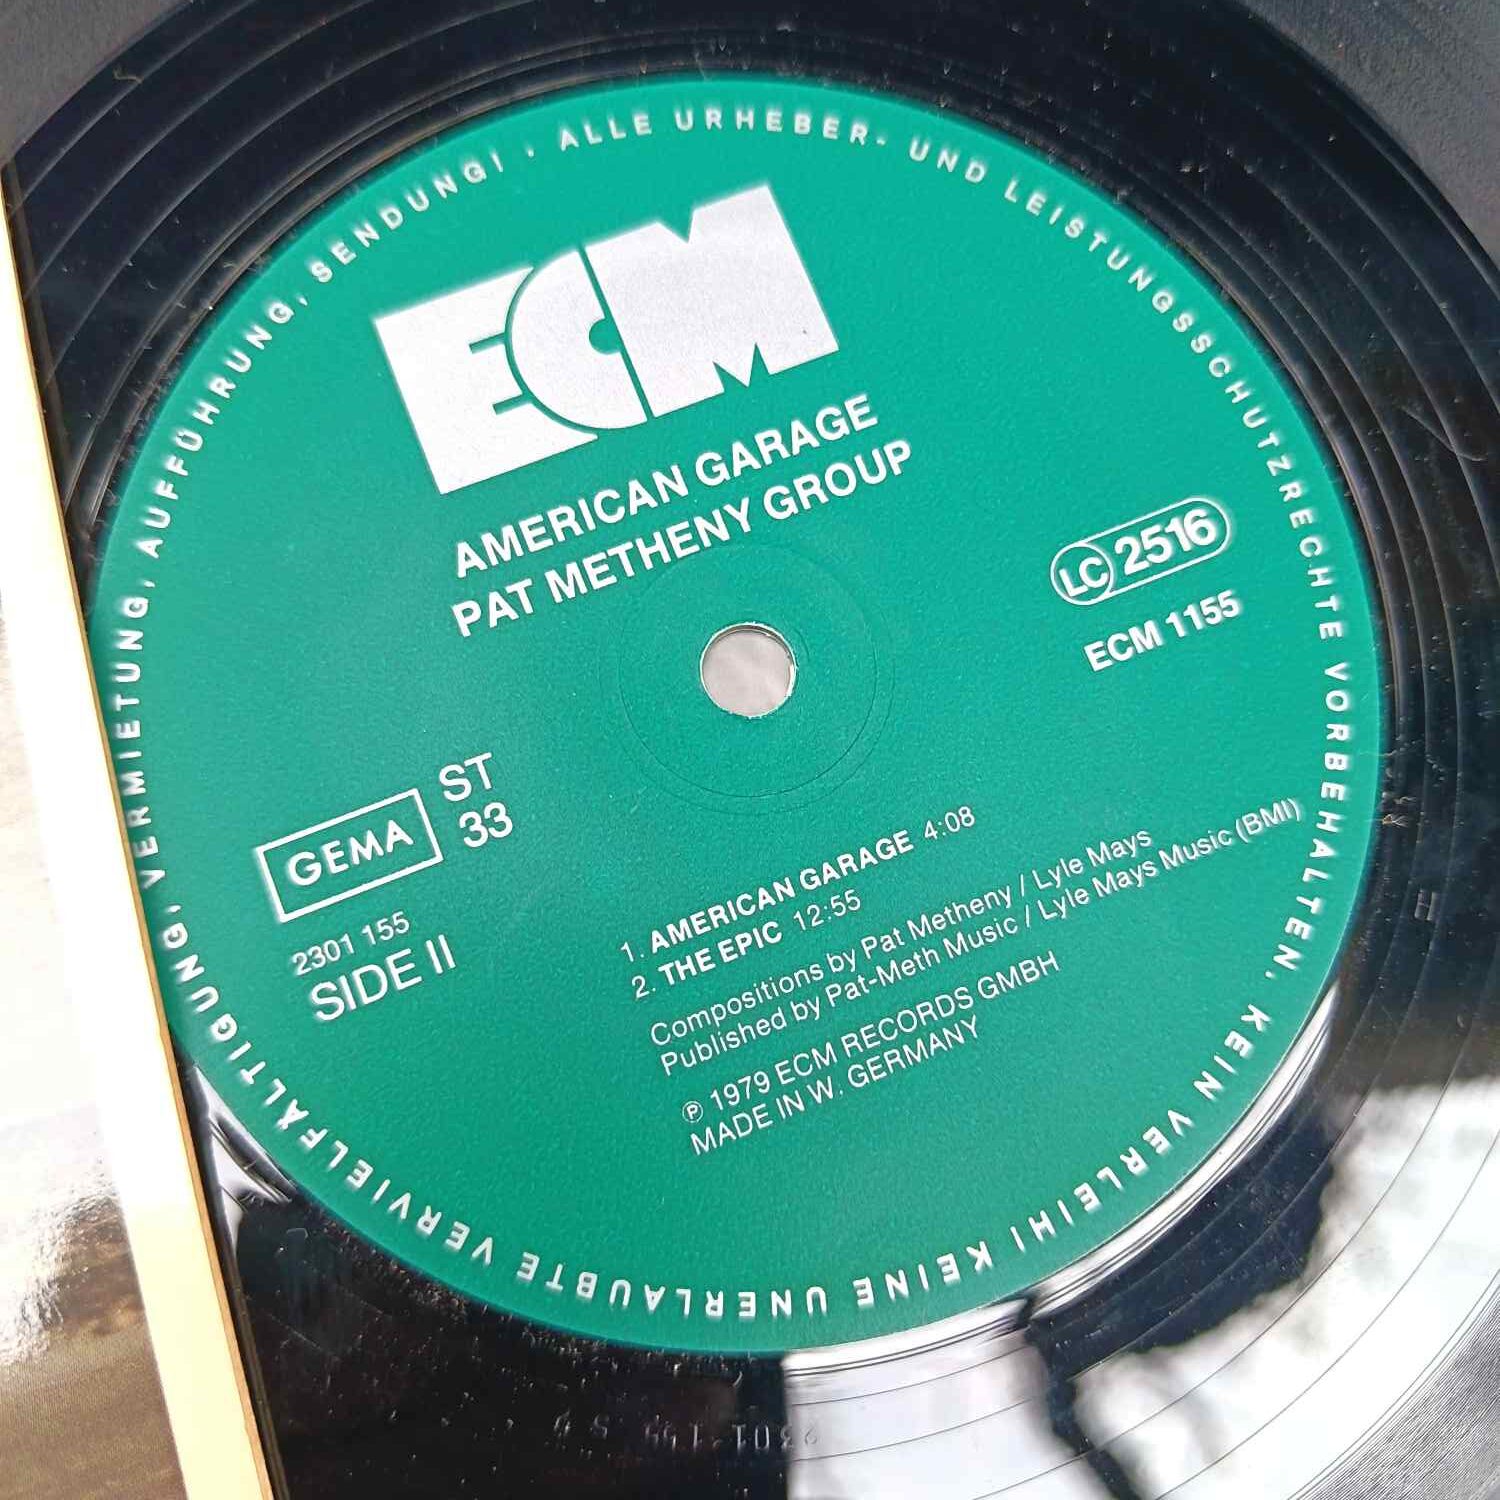 ALLE URHEBER- UND LEISTUNGSSCHUTZRECHTE VORBEHALTEN. KEIN VERLEIH! KEINE UNERLAUBTE VERVIELFÄLTIGUNG, VERMIETUNG, AUFFÜHRUNG, SENDUNG! ·
ECM
AMERICAN GARAGE
PAT METHENY GROUP
LC 2516
ECM 1155
GEMA
ST
33
2301 155
SIDE II
1. AMERICAN GARAGE 4:08
2. THE EPIC 12:55
Compositions by Pat Metheny / Lyle Mays
Published by Pat-Meth Music / Lyle Mays Music (BMI)
℗ 1979 ECM RECORDS GMBH
MADE IN W. GERMANY